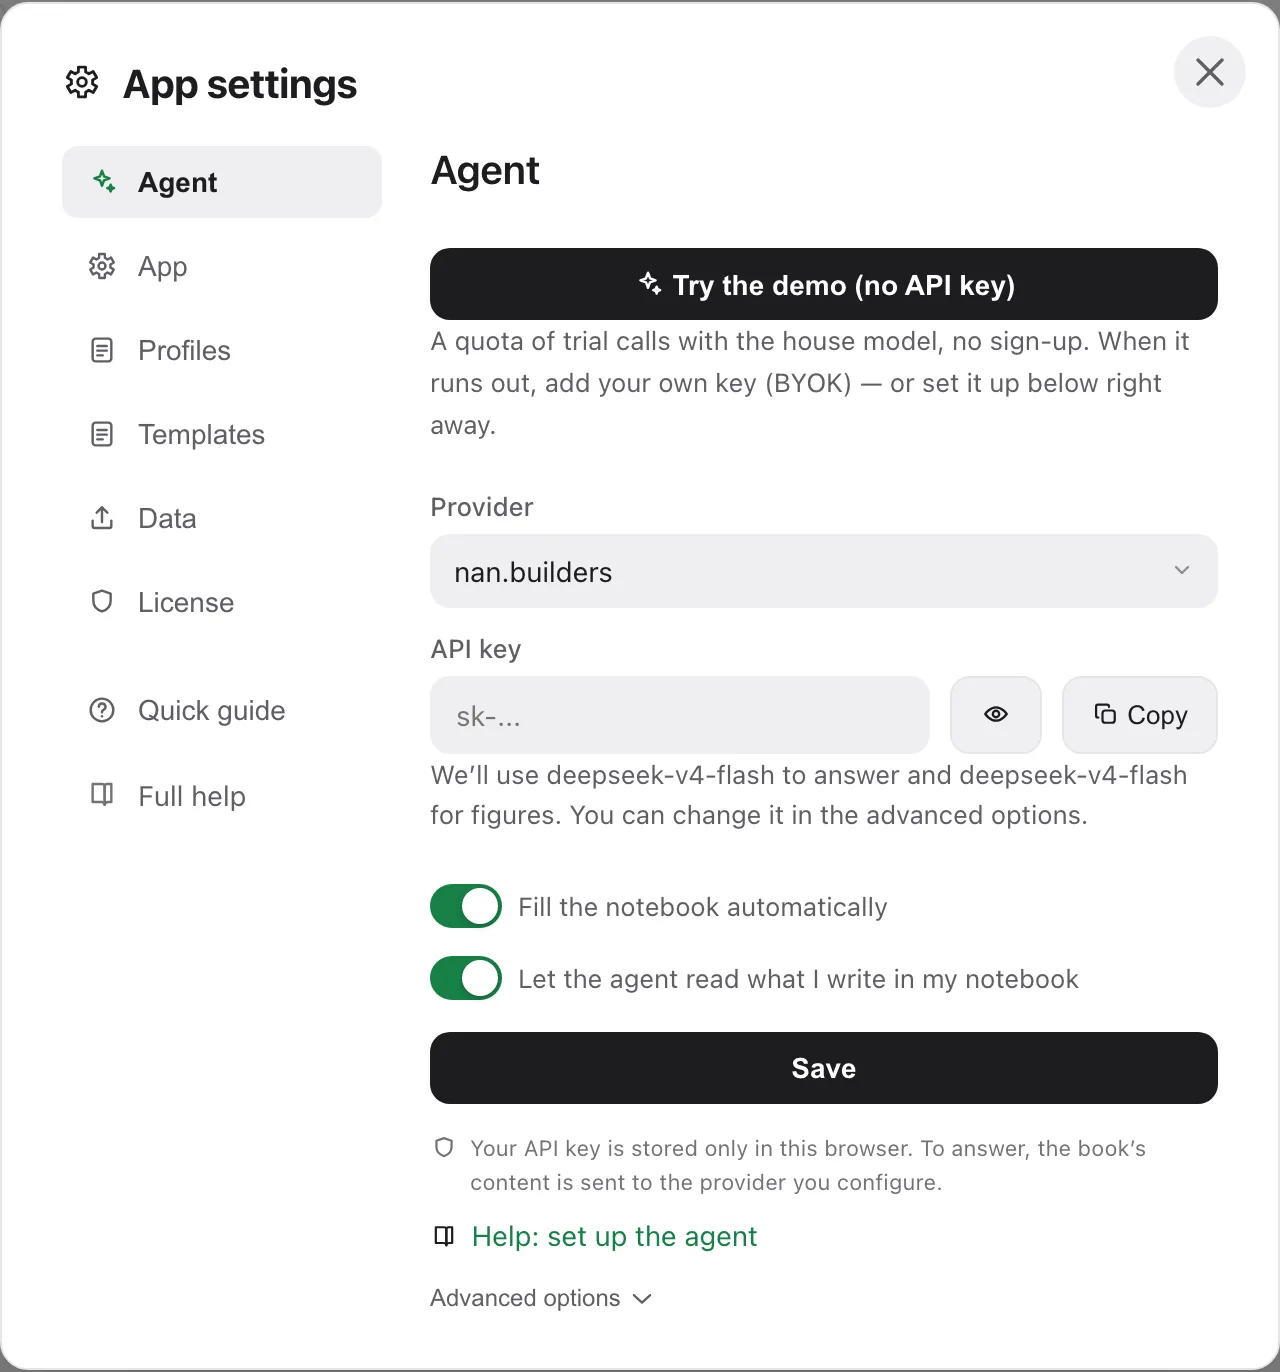 App settings
Agent
App
Profiles
Templates
Data
License
Quick guide
Full help
Agent
Try the demo (no API key)
A quota of trial calls with the house model, no sign-up. When it
runs out, add your own key (BYOK) — or set it up below right
away.
Provider
nan.builders
API key
sk-...
Copy
We’ll use deepseek-v4-flash to answer and deepseek-v4-flash
for figures. You can change it in the advanced options.
Fill the notebook automatically
Let the agent read what I write in my notebook
Save
Your API key is stored only in this browser. To answer, the book’s
content is sent to the provider you configure.
Help: set up the agent
Advanced options